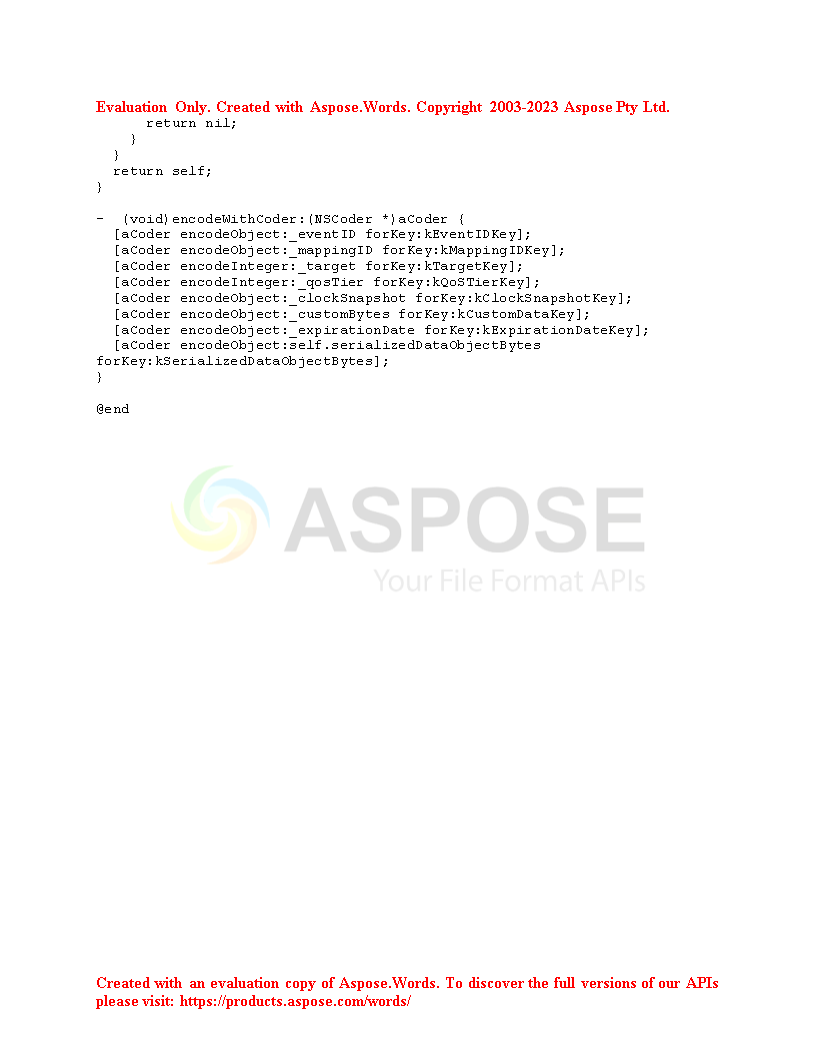 Evaluation Only. Created with Aspose.Words. Copyright 2003-2023 Aspose Pty Ltd.
      return nil;
    }
  }
  return self;
}

- (void)encodeWithCoder:(NSCoder *)aCoder {
  [aCoder encodeObject:_eventID forKey:kEventIDKey];
  [aCoder encodeObject:_mappingID forKey:kMappingIDKey];
  [aCoder encodeInteger:_target forKey:kTargetKey];
  [aCoder encodeInteger:_qosTier forKey:kQoSTierKey];
  [aCoder encodeObject:_clockSnapshot forKey:kClockSnapshotKey];
  [aCoder encodeObject:_customBytes forKey:kCustomDataKey];
  [aCoder encodeObject:_expirationDate forKey:kExpirationDateKey];
  [aCoder encodeObject:self.serializedDataObjectBytes
forKey:kSerializedDataObjectBytes];
}

@end
ASPOSE
Your File Format APIs
Created with an evaluation copy of Aspose.Words. To discover the full versions of our APIs
please visit: https://products.aspose.com/words/